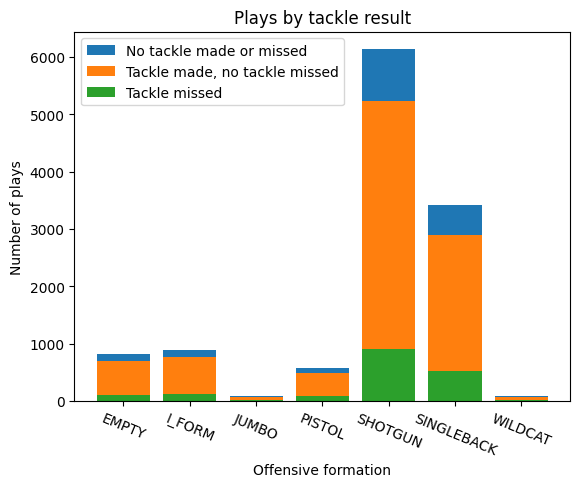 Plays by tackle result
No tackle made or missed
Tackle made, no tackle missed
Tackle missed
Number of plays
6000
5000
4000
3000
2000
1000
0
EMPTY I_FORM JUMBO PISTOL SHOTGUN SINGLEBACK WILDCAT
Offensive formation